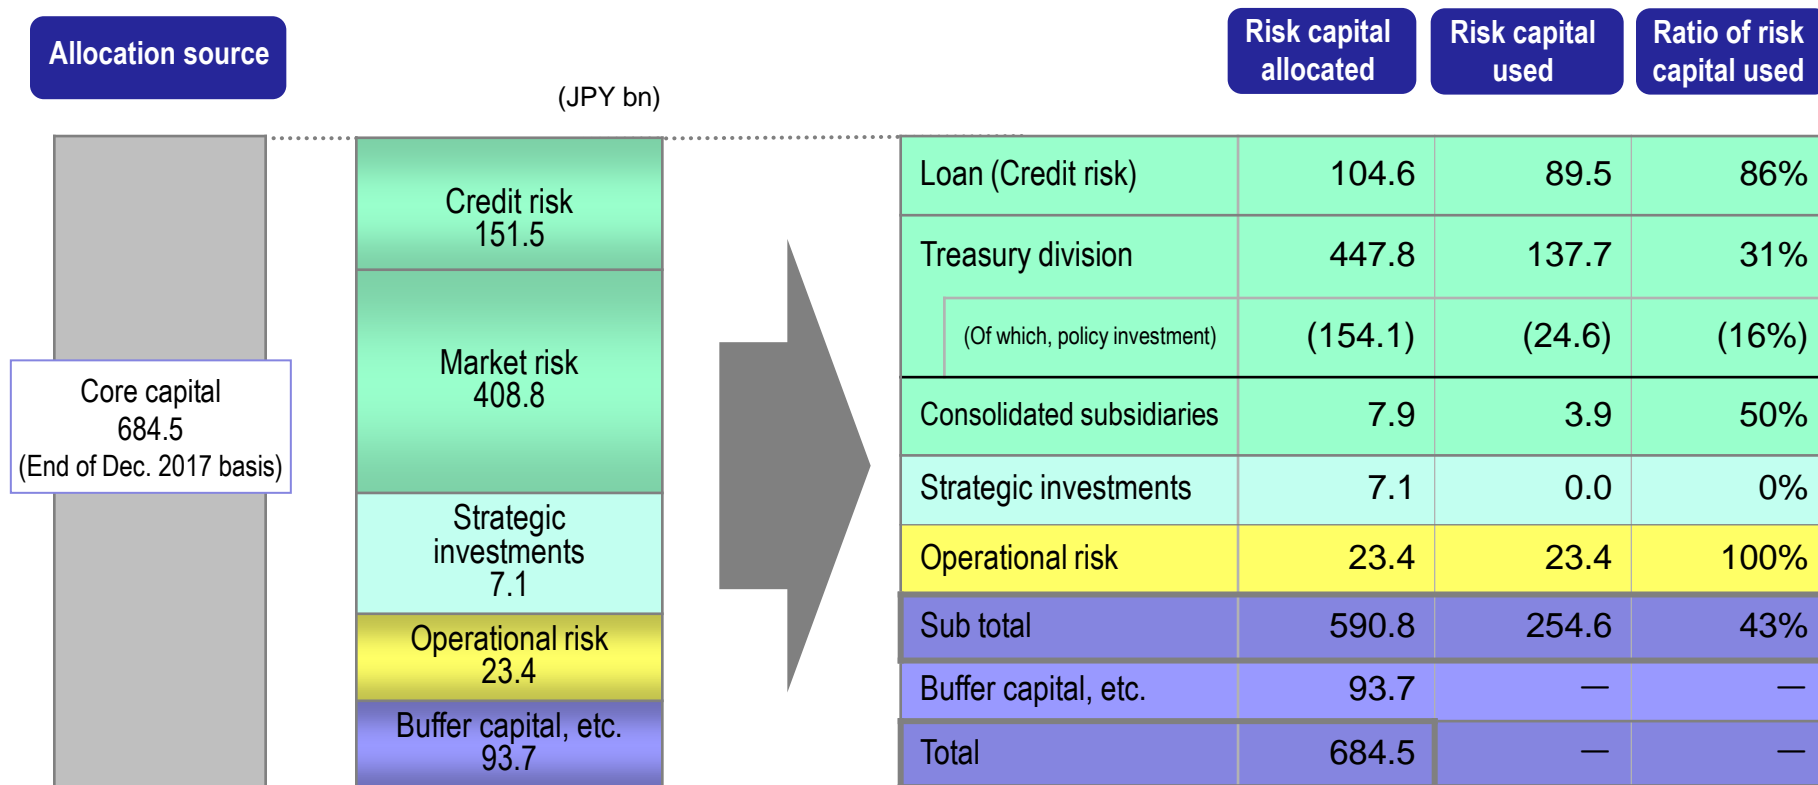 Allocation source
(JPY bn)
Risk capital
allocated
Risk capital
used
Ratio of risk
capital used
Core capital
684.5
(End of Dec. 2017 basis)
Credit risk
151.5
Market risk
408.8
Strategic
investments
7.1
Operational risk
23.4
Buffer capital, etc.
93.7
Loan (Credit risk) 104.6 89.5 86%
Treasury division 447.8 137.7 31%
(Of which, policy investment) (154.1) (24.6) (16%)
Consolidated subsidiaries 7.9 3.9 50%
Strategic investments 7.1 0.0 0%
Operational risk 23.4 23.4 100%
Sub total 590.8 254.6 43%
Buffer capital, etc. 93.7 — —
Total 684.5 — —